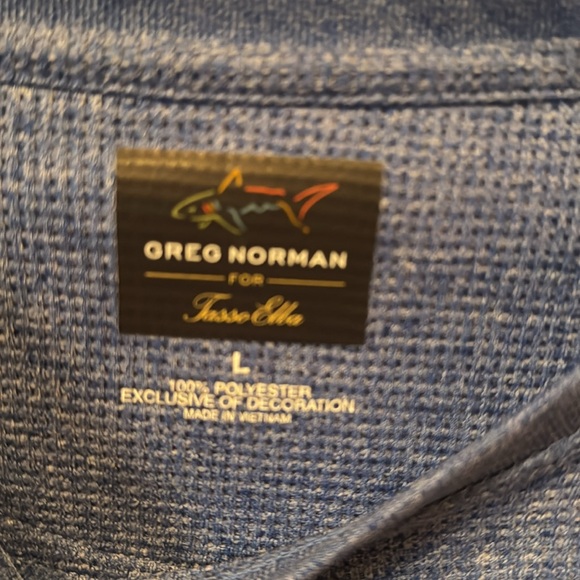 GREG NORMAN
FOR
Tasso Elba
L
100% POLYESTER
EXCLUSIVE OF DECORATION
MADE IN VIETNAM